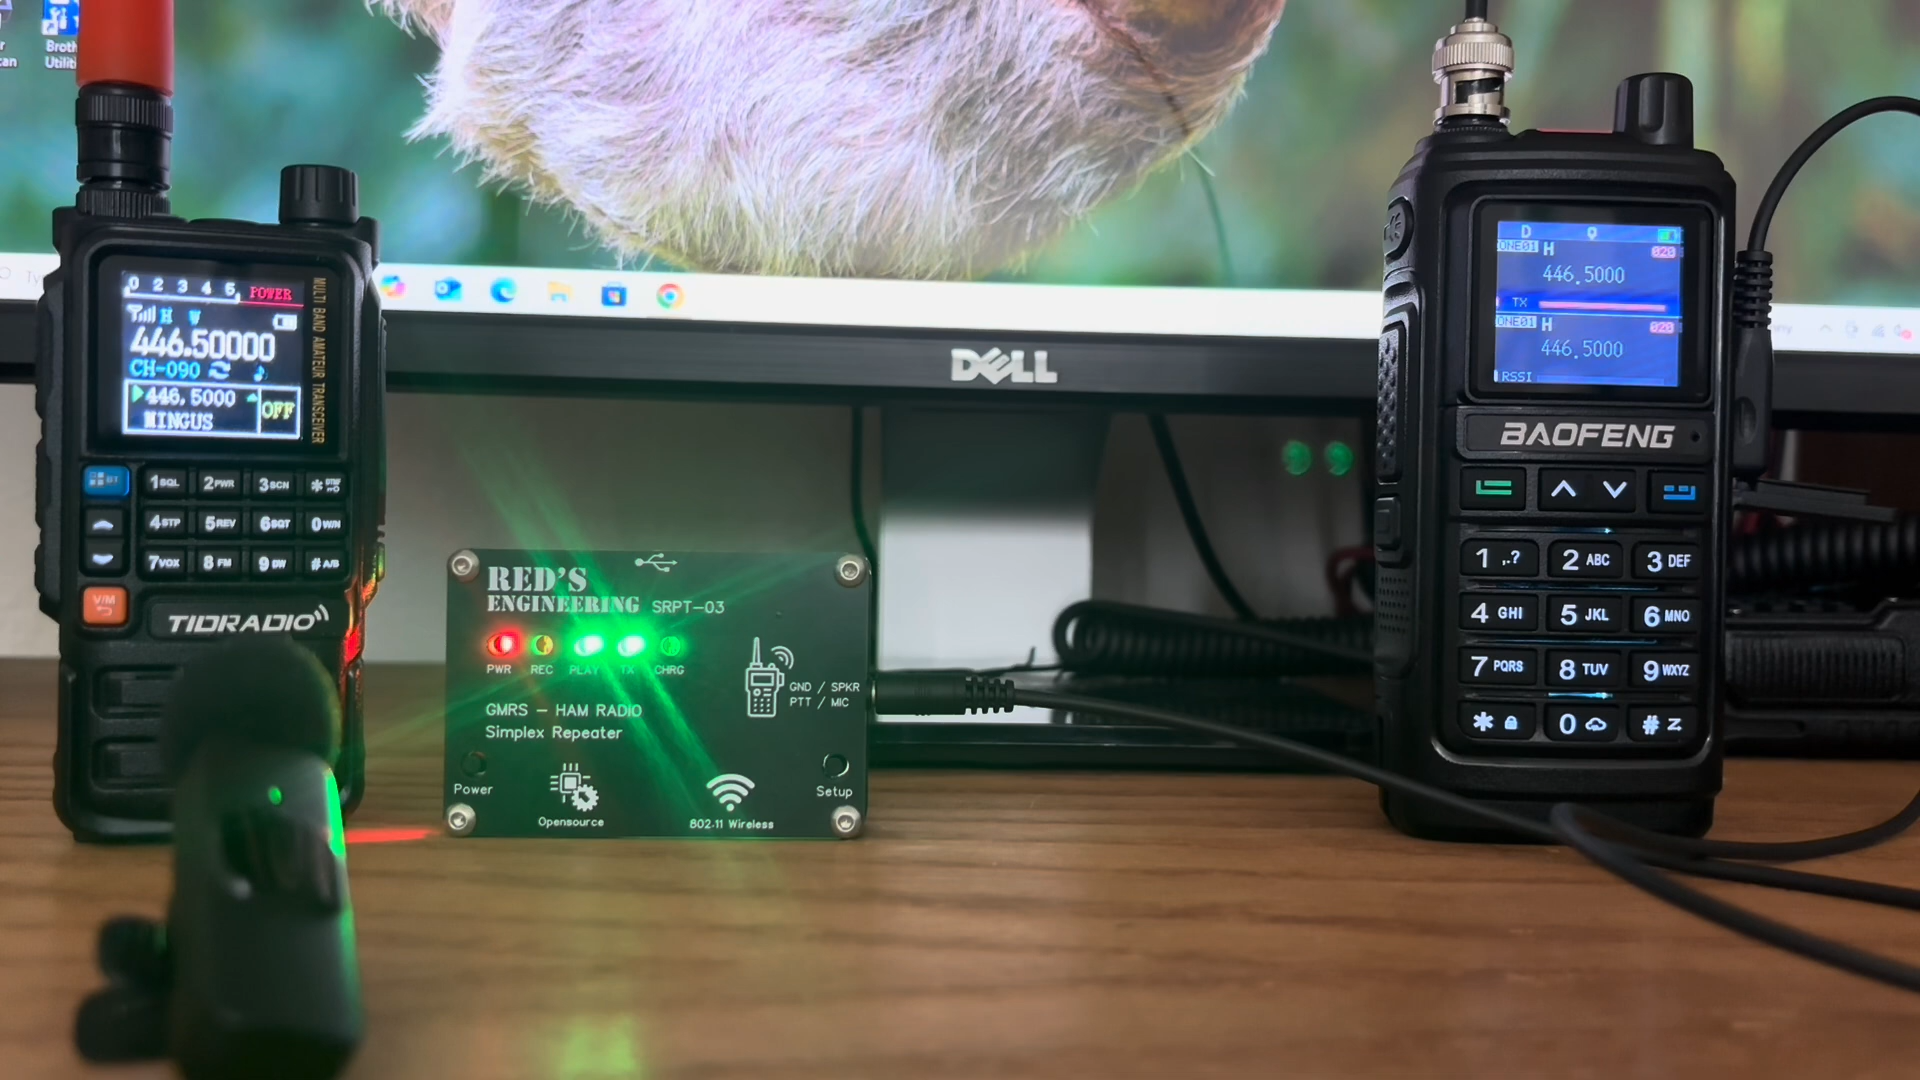 Broth
Utiliti
0 2 3 4 5 POWER
H
446.50000
CH-090
446.5000 OFF
MINGUS
MULTI BAND AMATEUR TRANSCEIVER
BT 1SQL 2PWR 3SCN
4STP 5REV 6SQT 0W/N
7VOX 8FM 9DW #A/B
V/M
TIDRADIO
DELL
RED'S
ENGINEERING SRPT-03
PWR REC PLAY TX CHRG
GND / SPKR
PTT / MIC
GMRS - HAM RADIO
Simplex Repeater
Power Setup
Opensource 802.11 Wireless
D
ONE01 H 020
446.5000
TX
ONE01 H 020
446.5000
RSSI
BAOFENG
1 ,.? 2 ABC 3 DEF
4 GHI 5 JKL 6 MNO
7 PQRS 8 TUV 9 WXYZ
* 0 #